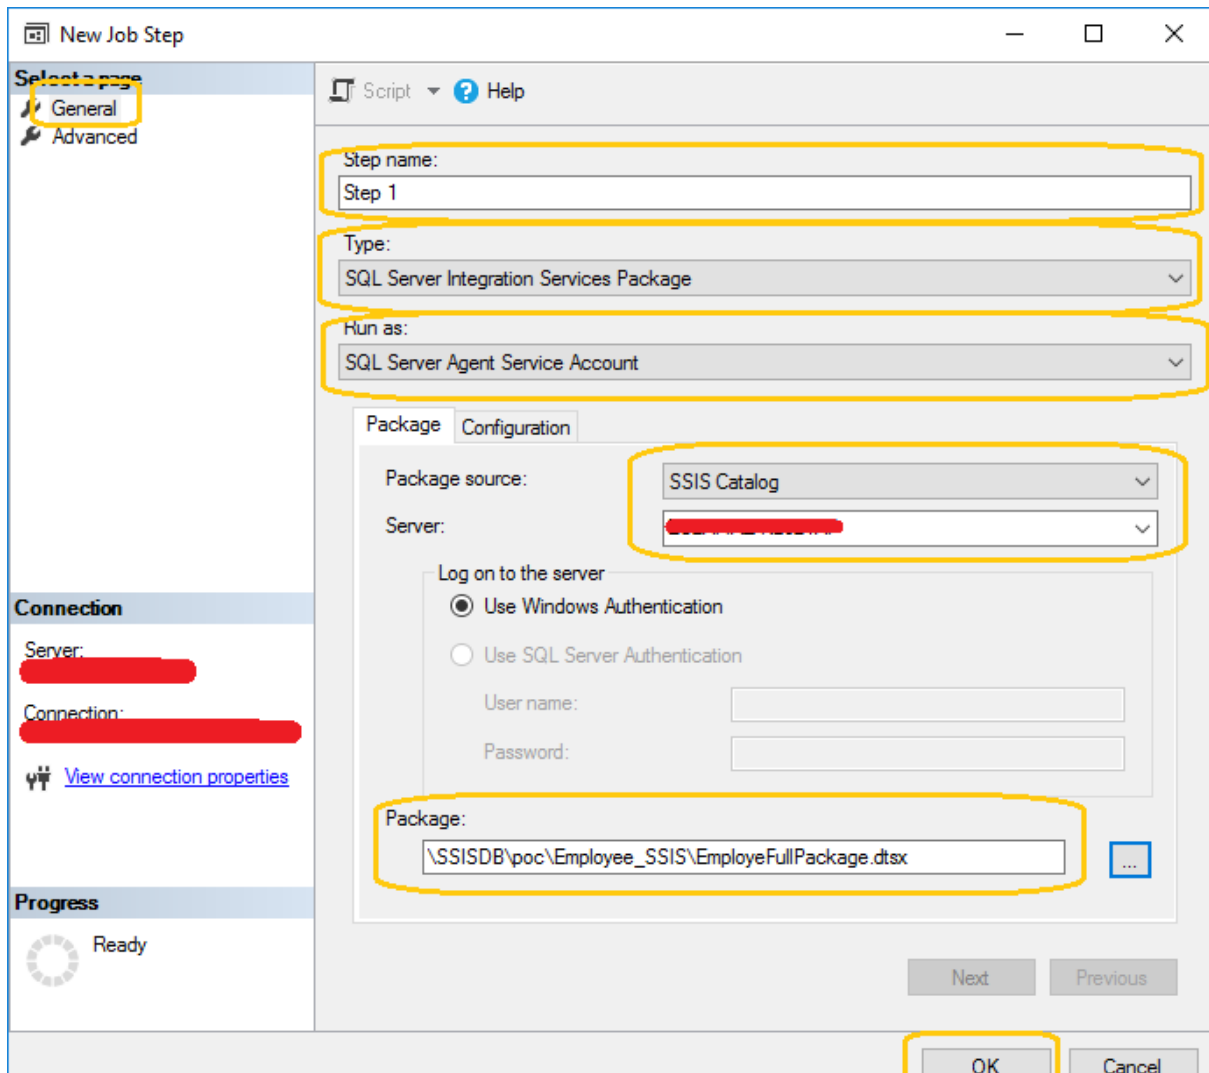 New Job Step
Select a page
General
Advanced
Script
Help
Step name:
Step 1
Type:
SQL Server Integration Services Package
Run as:
SQL Server Agent Service Account
Package
Configuration
Package source:
SSIS Catalog
Server:
Log on to the server
Use Windows Authentication
Use SQL Server Authentication
User name:
Password:
Package:
\SSISDB\poc\Employee_SSIS\EmployeFullPackage.dtsx
...
Connection
Server:
Connection:
View connection properties
Progress
Ready
Next
Previous
OK
Cancel